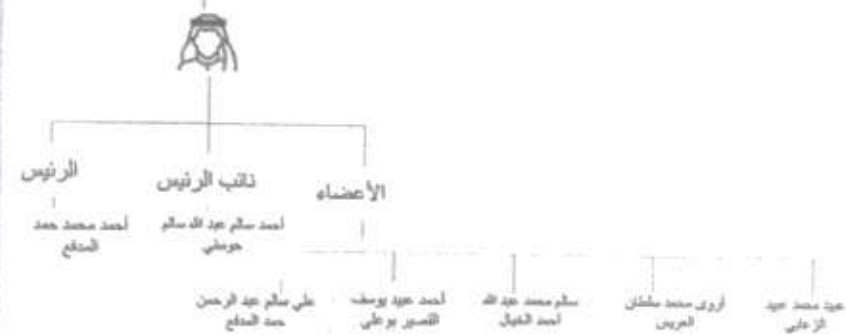 الرئيس
نائب الرئيس
الأعضاء
أحمد محمد حمد
المدفع
أحمد سالم عبد الله سالم
حوسني
علي سالم عبد الرحمن
حمد المدفع
أحمد عبيد يوسف
القصير بوعلي
سالم محمد عبد الله
أحمد الخيال
أروى محمد سلطان
العريس
عبيد محمد عبيد
الزعابي